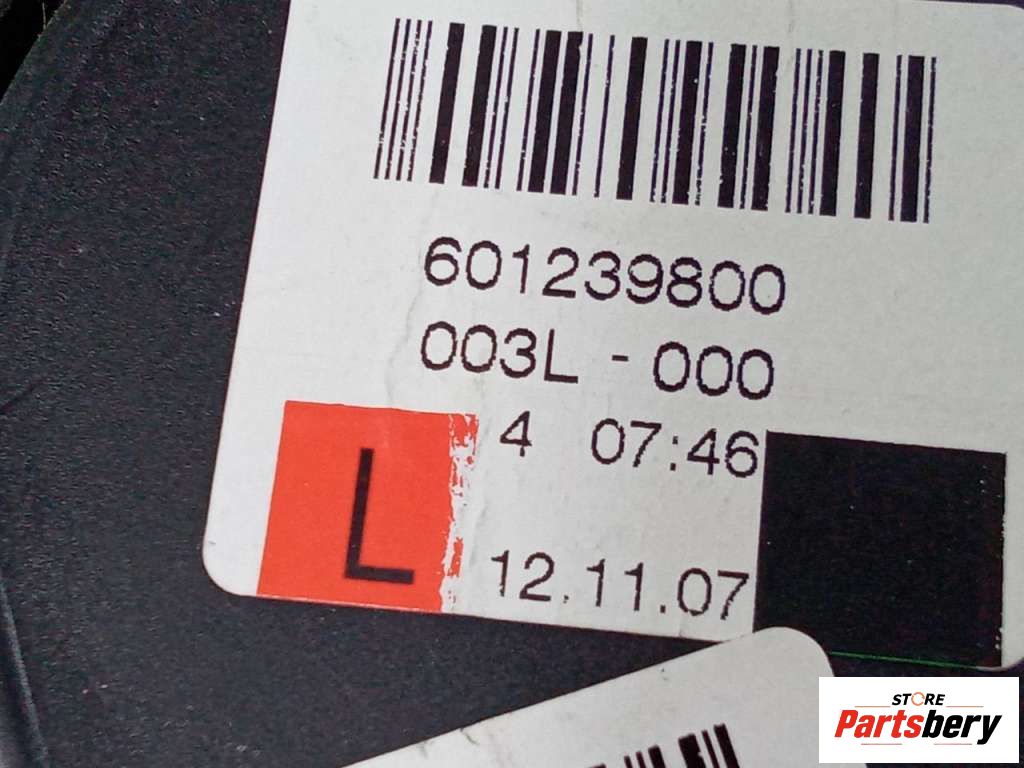 601239800
003L - 000
4 07:46
L
12.11.07
STORE
Partsbery